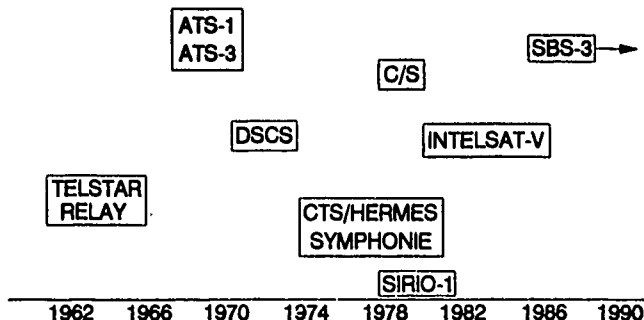 ATS-1
ATS-3
SBS-3
C/S
DSCS
INTELSAT-V
TELSTAR
RELAY
CTS/HERMES
SYMPHONIE
SIRIO-1
1962 1966 1970 1974 1978 1982 1986 1990